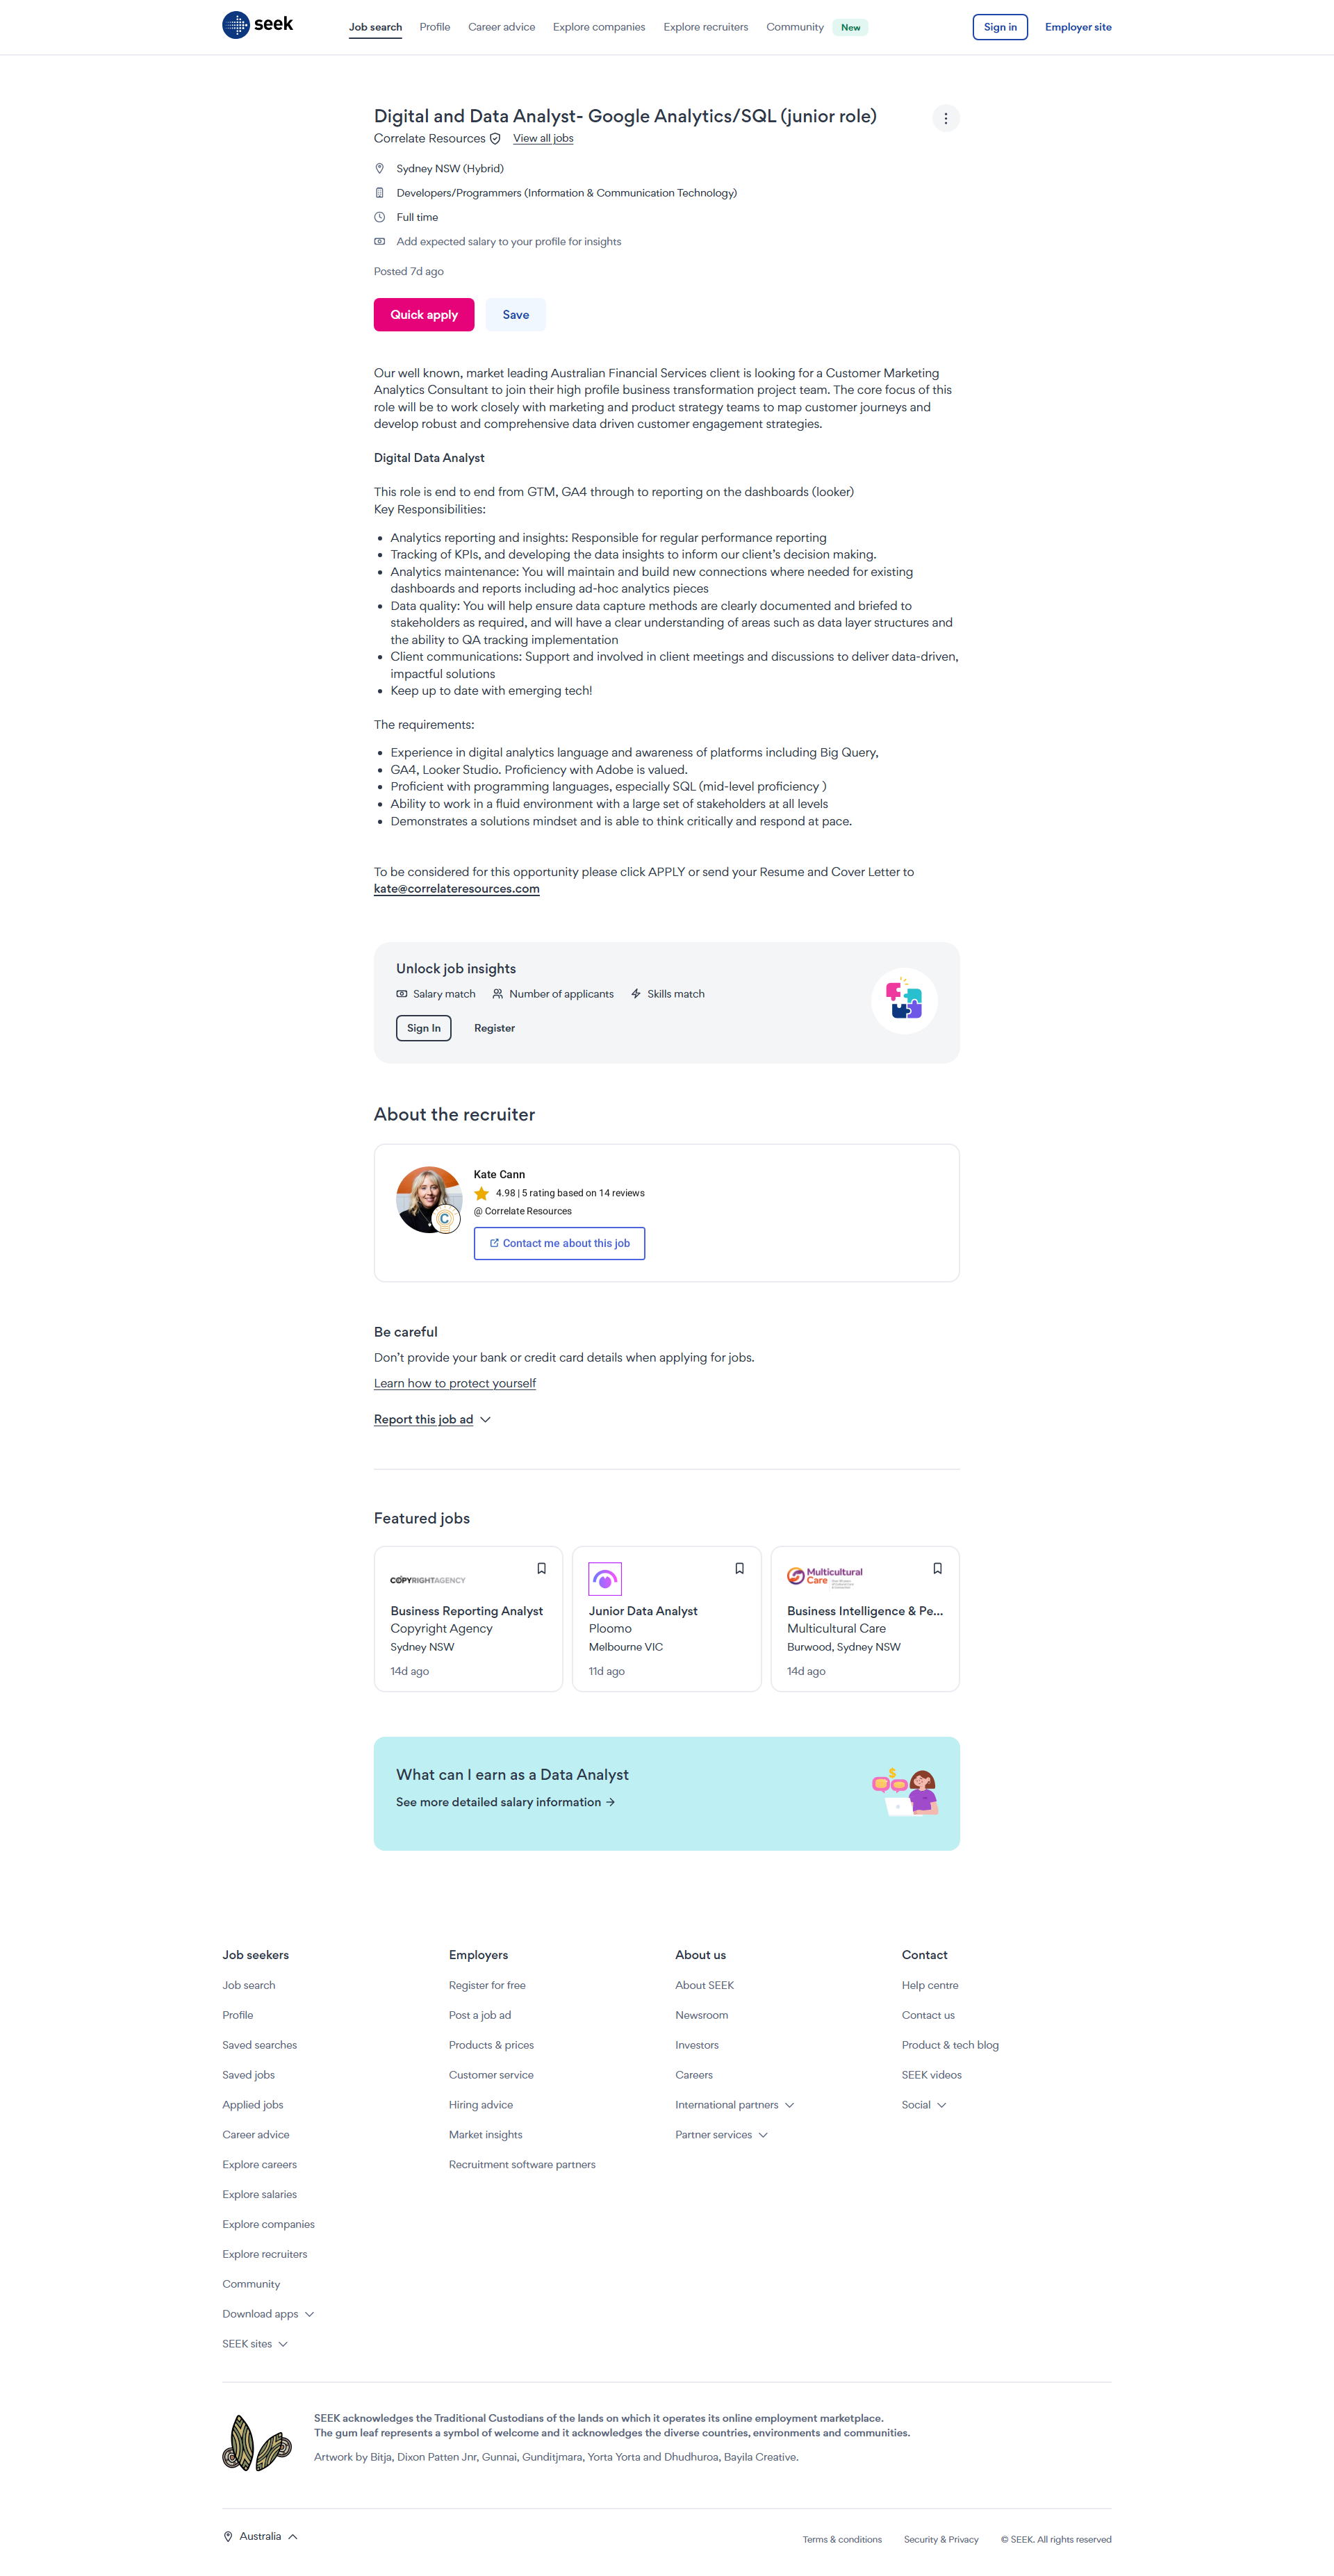 seek
Job search
Profile
Career advice
Explore companies
Explore recruiters
Community
New
Sign in
Employer site
Digital and Data Analyst- Google Analytics/SQL (junior role)
Correlate Resources
View all jobs
Sydney NSW (Hybrid)
Developers/Programmers (Information & Communication Technology)
Full time
Add expected salary to your profile for insights
Posted 7d ago
Quick apply
Save
Our well known, market leading Australian Financial Services client is looking for a Customer Marketing
Analytics Consultant to join their high profile business transformation project team. The core focus of this
role will be to work closely with marketing and product strategy teams to map customer journeys and
develop robust and comprehensive data driven customer engagement strategies.
Digital Data Analyst
This role is end to end from GTM, GA4 through to reporting on the dashboards (looker)
Key Responsibilities:
• Analytics reporting and insights: Responsible for regular performance reporting
• Tracking of KPIs, and developing the data insights to inform our client's decision making.
• Analytics maintenance: You will maintain and build new connections where needed for existing
dashboards and reports including ad-hoc analytics pieces
• Data quality: You will help ensure data capture methods are clearly documented and briefed to
stakeholders as required, and will have a clear understanding of areas such as data layer structures and
the ability to QA tracking implementation
• Client communications: Support and involved in client meetings and discussions to deliver data-driven,
impactful solutions
• Keep up to date with emerging tech!
The requirements:
• Experience in digital analytics language and awareness of platforms including Big Query,
• GA4, Looker Studio. Proficiency with Adobe is valued.
• Proficient with programming languages, especially SQL (mid-level proficiency )
• Ability to work in a fluid environment with a large set of stakeholders at all levels
• Demonstrates a solutions mindset and is able to think critically and respond at pace.
To be considered for this opportunity please click APPLY or send your Resume and Cover Letter to
kate@correlateresources.com
Unlock job insights
Salary match
Number of applicants
Skills match
Sign In
Register
About the recruiter
Kate Cann
4.98 | 5 rating based on 14 reviews
@ Correlate Resources
Contact me about this job
Be careful
Don't provide your bank or credit card details when applying for jobs.
Learn how to protect yourself
Report this job ad
Featured jobs
COPYRIGHTAGENCY
Business Reporting Analyst
Copyright Agency
Sydney NSW
14d ago
Junior Data Analyst
Ploomo
Melbourne VIC
11d ago
Multicultural
Care
Business Intelligence & Pe...
Multicultural Care
Burwood, Sydney NSW
14d ago
What can I earn as a Data Analyst
See more detailed salary information →
Job seekers
Job search
Profile
Saved searches
Saved jobs
Applied jobs
Career advice
Explore careers
Explore salaries
Explore companies
Explore recruiters
Community
Download apps
SEEK sites
Employers
Register for free
Post a job ad
Products & prices
Customer service
Hiring advice
Market insights
Recruitment software partners
About us
About SEEK
Newsroom
Investors
Careers
International partners
Partner services
Contact
Help centre
Contact us
Product & tech blog
SEEK videos
Social
SEEK acknowledges the Traditional Custodians of the lands on which it operates its online employment marketplace.
The gum leaf represents a symbol of welcome and it acknowledges the diverse countries, environments and communities.
Artwork by Bitja, Dixon Patten Jnr, Gunnai, Gunditjmara, Yorta Yorta and Dhudhuroa, Bayila Creative.
Australia
Terms & conditions
Security & Privacy
© SEEK. All rights reserved